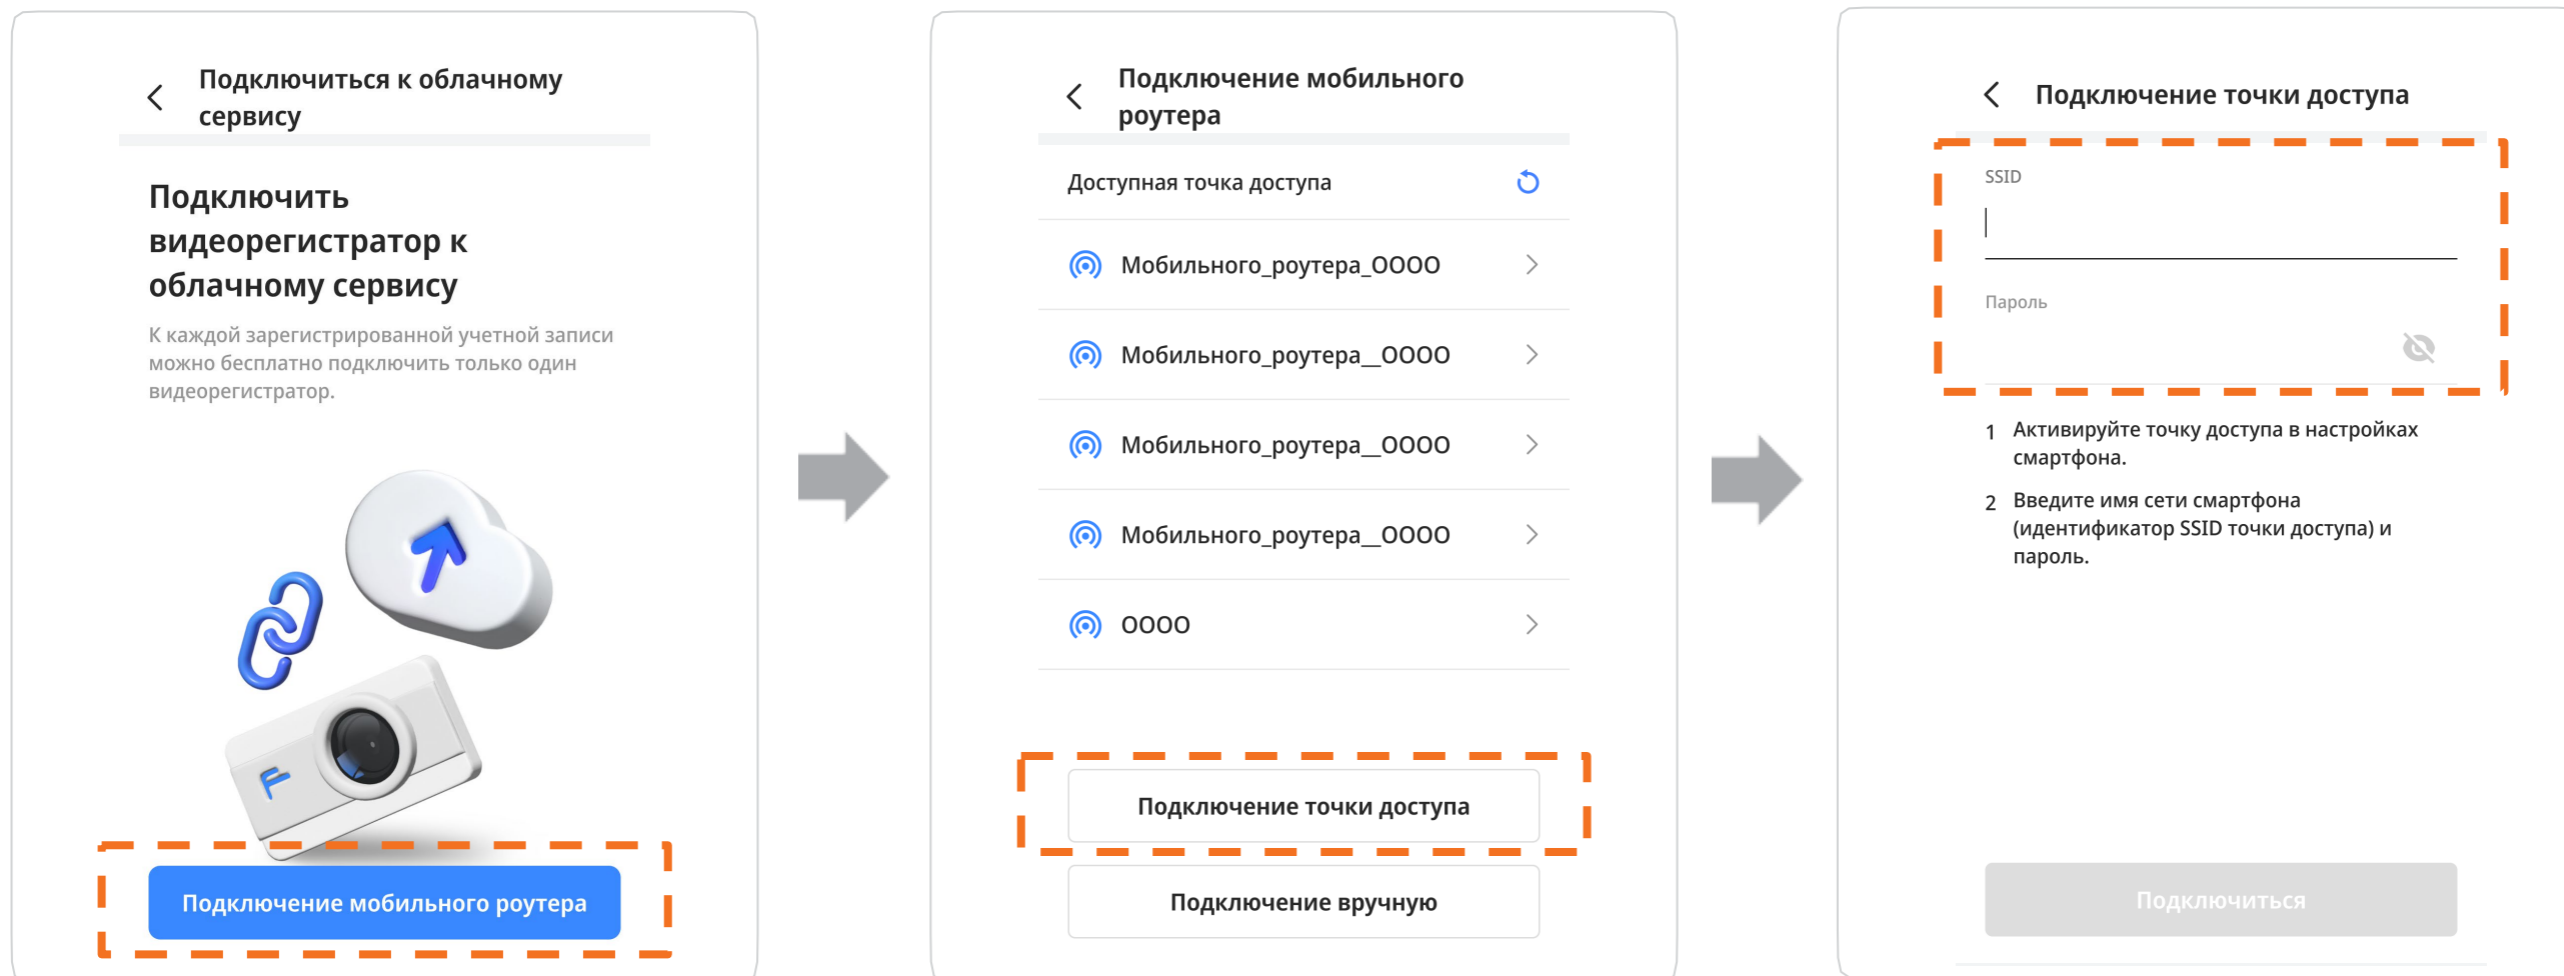 Подключиться к облачному
сервису
Подключить
видеорегистратор к
облачному сервису
К каждой зарегистрированной учетной записи
можно бесплатно подключить только один
видеорегистратор.
F
Подключение мобильного роутера
Подключение мобильного
роутера
Доступная точка доступа
Мобильного_роутера_OOOO
Мобильного_роутера__OOOO
Мобильного_роутера__OOOO
Мобильного_роутера__OOOO
OOOO
Подключение точки доступа
Подключение вручную
Подключение точки доступа
SSID
Пароль
1 Активируйте точку доступа в настройках
смартфона.
2 Введите имя сети смартфона
(идентификатор SSID точки доступа) и
пароль.
Подключиться